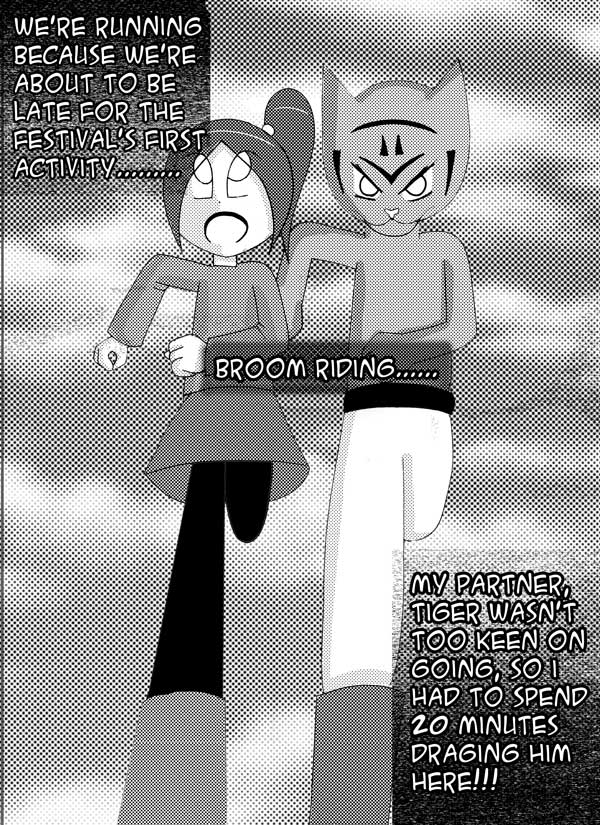 WE'RE RUNNING
BECAUSE WE'RE
ABOUT TO BE
LATE FOR THE
FESTIVAL'S FIRST
ACTIVITY.........
BROOM RIDING......
MY PARTNER,
TIGER WASN'T
TOO KEEN ON
GOING, SO I
HAD TO SPEND
20 MINUTES
DRAGING HIM
HERE!!!